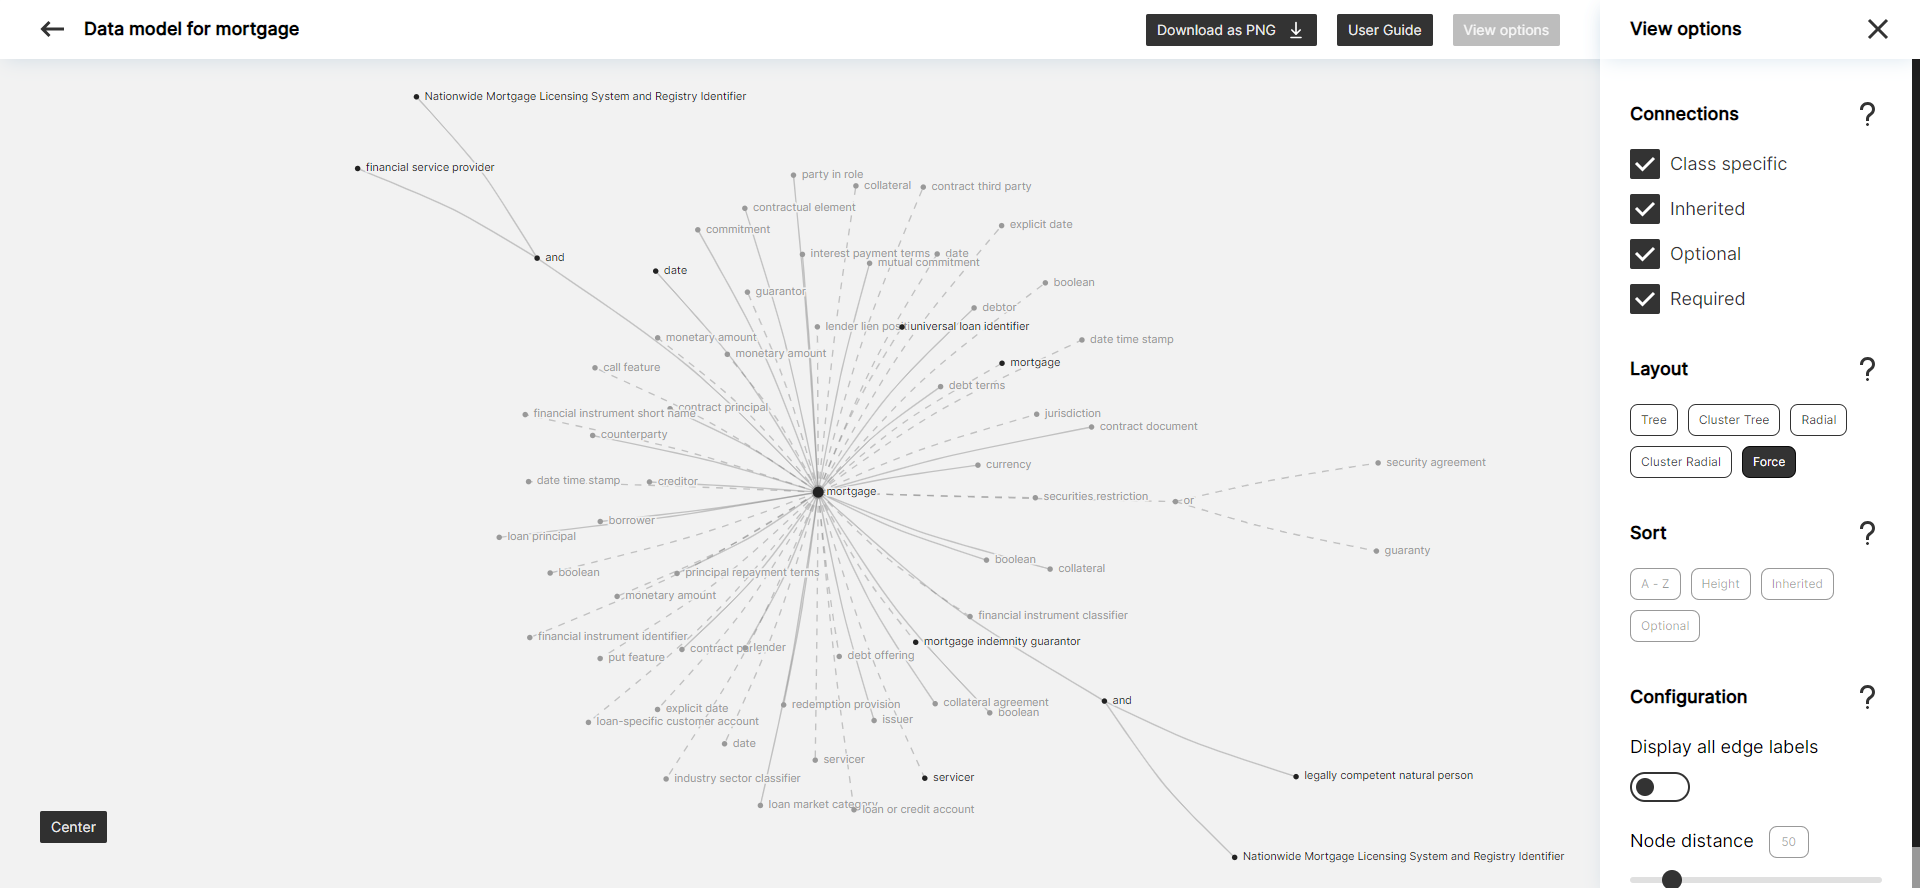 Data model for mortgage
Download as PNG
User Guide
View options
View options
Nationwide Mortgage Licensing System and Registry Identifier
financial service provider
party in role
collateral
contract third party
contractual element
commitment
explicit date
interest payment terms
date
mutual commitment
and
date
guarantor
boolean
debtor
lender lien
universal loan identifier
monetary amount
monetary amount
date time stamp
mortgage
call feature
debt terms
contract principal
financial instrument short name
jurisdiction
contract document
counterparty
currency
security agreement
date time stamp
creditor
mortgage
securities restriction
or
borrower
loan principal
guaranty
boolean
collateral
boolean
principal repayment terms
monetary amount
financial instrument classifier
financial instrument identifier
mortgage indemnity guarantor
contract
lender
put feature
debt offering
and
redemption provision
collateral agreement
explicit date
boolean
loan-specific customer account
issuer
date
servicer
industry sector classifier
servicer
legally competent natural person
loan market category
loan or credit account
Nationwide Mortgage Licensing System and Registry Identifier
Center
Connections
?
Class specific
Inherited
Optional
Required
Layout
?
Tree
Cluster Tree
Radial
Cluster Radial
Force
Sort
?
A - Z
Height
Inherited
Optional
Configuration
?
Display all edge labels
Node distance
50